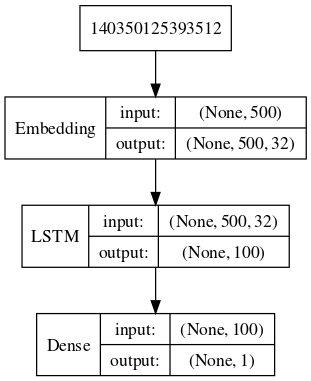 140350125393512
Embedding
input: (None, 500)
output: (None, 500, 32)
LSTM
input: (None, 500, 32)
output: (None, 100)
Dense
input: (None, 100)
output: (None, 1)